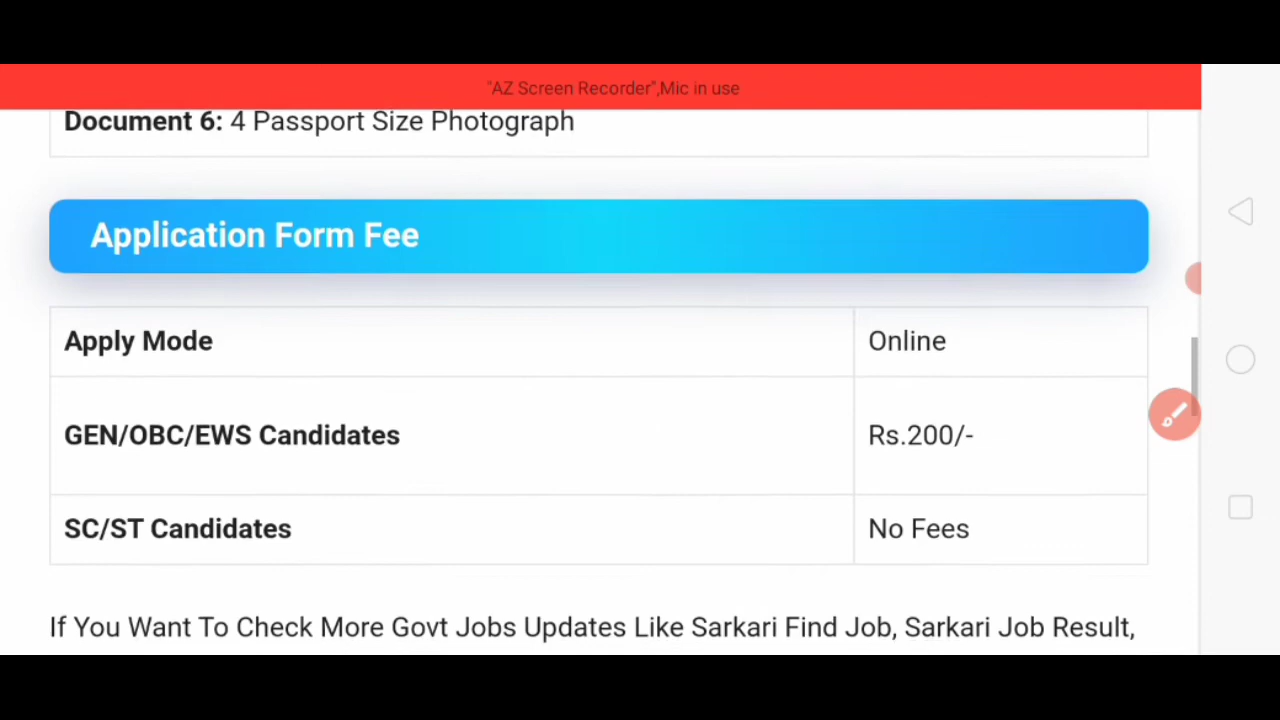 "AZ Screen Recorder",Mic in use
Document 6: 4 Passport Size Photograph
Application Form Fee
Apply Mode Online
GEN/OBC/EWS Candidates Rs.200/-
SC/ST Candidates No Fees
If You Want To Check More Govt Jobs Updates Like Sarkari Find Job, Sarkari Job Result,